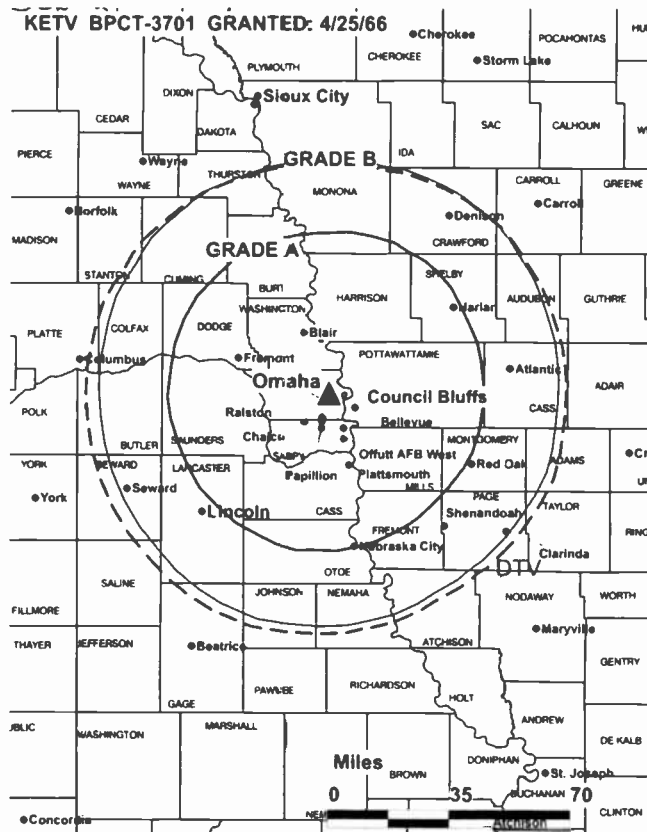 KETV BPCT-3701 GRANTED: 4/25/66
Cherokee
CHEROKEE
POCAHONTAS
PLYMOUTH
Storm Lake
DIXON
Sioux City
CEDAR
DAKOTA
SAC
CALHOUN
IDA
PIERCE
Wayne
GRADE B
WAYNE
THURSTON
MONONA
CARROLL
GREENE
Norfolk
Denison
Carroll
MADISON
CRAWFORD
GRADE A
STANTON
CUMING
BURT
SHELBY
WASHINGTON
HARRISON
AUDUBON
GUTHRIE
Harlan
PLATTE
COLFAX
DODGE
Blair
POTTAWATTAMIE
Columbus
Fremont
Atlantic
Omaha
ADAIR
Council Bluffs
CASS
POLK
Ralston
Bellevue
Chalco
BUTLER
SAUNDERS
MONTGOMERY
SARPY
Offutt AFB West
YORK
SEWARD
LANCASTER
Papillion
Plattsmouth
Red Oak
ADAMS
Seward
MILLS
York
PAGE
Lincoln
CASS
Shenandoah
TAYLOR
FREMONT
Nebraska City
Clarinda
OTOE
DTV
SALINE
JOHNSON
NEMAHA
NODAWAY
WORTH
FILLMORE
Maryville
THAYER
JEFFERSON
Beatrice
ATCHISON
GENTRY
GAGE
PAWNEE
RICHARDSON
HOLT
ANDREW
WASHINGTON
MARSHALL
DE KALB
DONIPHAN
Miles
BROWN
St. Joseph
BUCHANAN
0 35 70
CLINTON
Concordia
Atchison